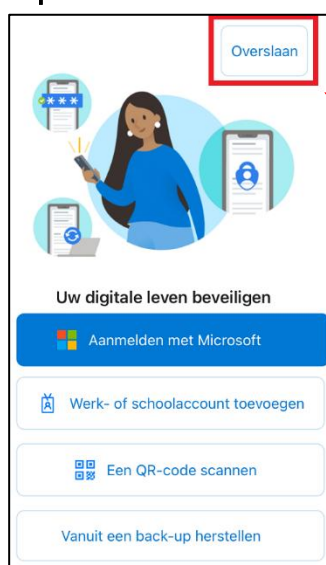 Overslaan
***
Uw digitale leven beveiligen
Aanmelden met Microsoft
Werk- of schoolaccount toevoegen
Een QR-code scannen
Vanuit een back-up herstellen